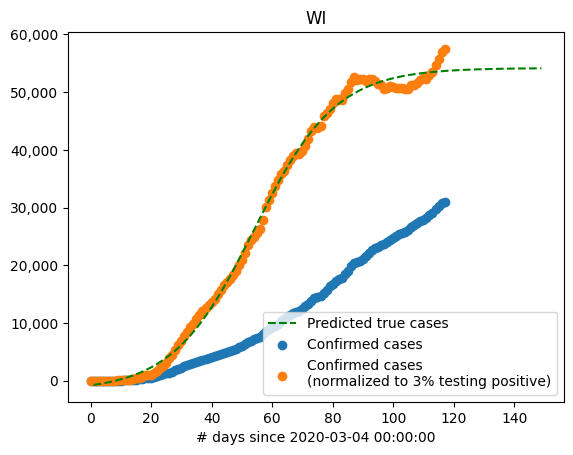 WI
60,000
50,000
40,000
30,000
20,000
10,000
0
Predicted true cases
Confirmed cases
Confirmed cases
(normalized to 3% testing positive)
0 20 40 60 80 100 120 140
# days since 2020-03-04 00:00:00